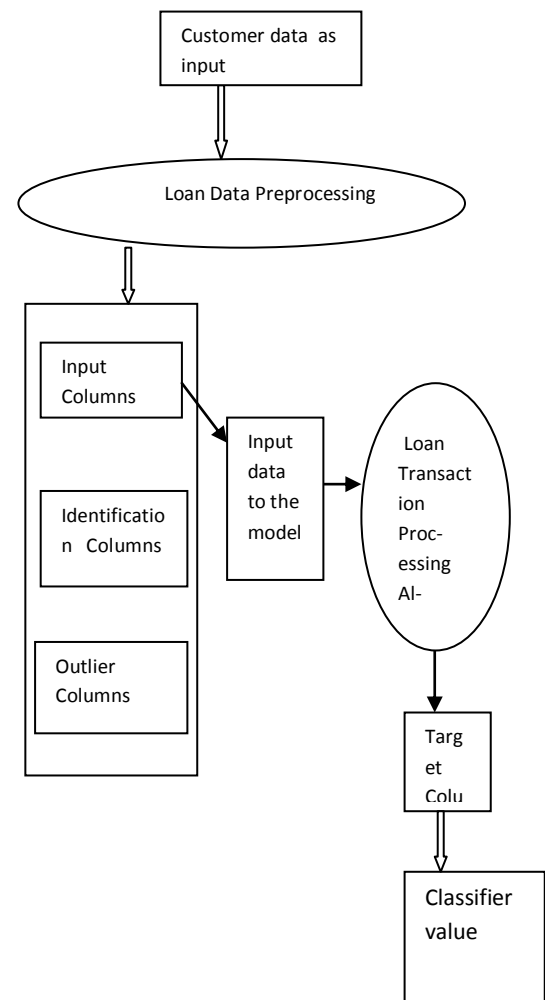 Customer data as
input
Loan Data Preprocessing
Input
Columns
Identificatio
n Columns
Outlier
Columns
Input
data
to the
model
Loan
Transact
ion
Proc-
essing
Al-
Targ
et
Colu
Classifier
value